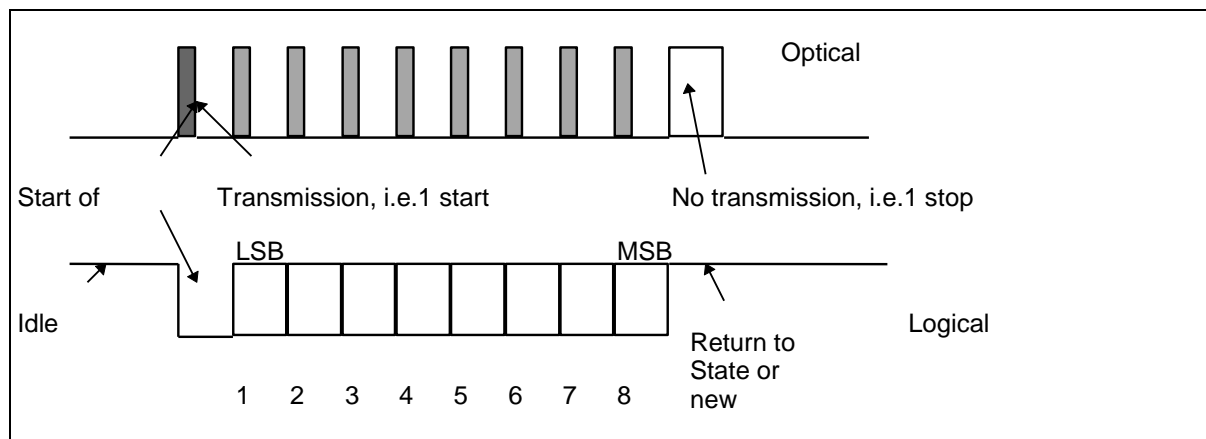 Optical
Start of
Transmission, i.e.1 start
No transmission, i.e.1 stop
LSB
MSB
Idle
Logical
Return to
State or
new
1 2 3 4 5 6 7 8